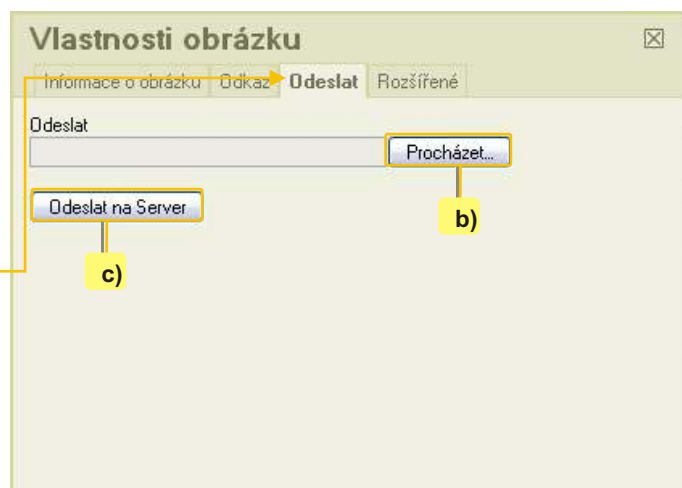 Vlastnosti obrázku
Informace o obrázku Odkaz Odeslat Rozšířené
Odeslat
Procházet...
Odeslat na Server
b)
c)